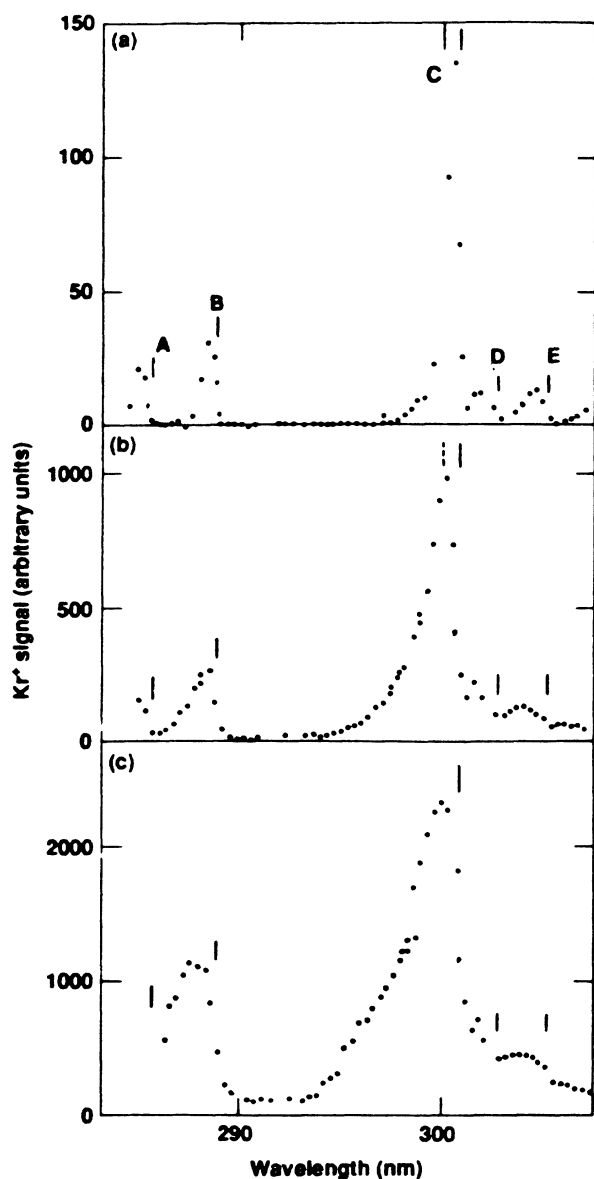 (a)
150
100
50
0
A
B
C
D
E
(b)
1000
500
0
(c)
2000
1000
0
290
300
Kr⁺ signal (arbitrary units)
Wavelength (nm)